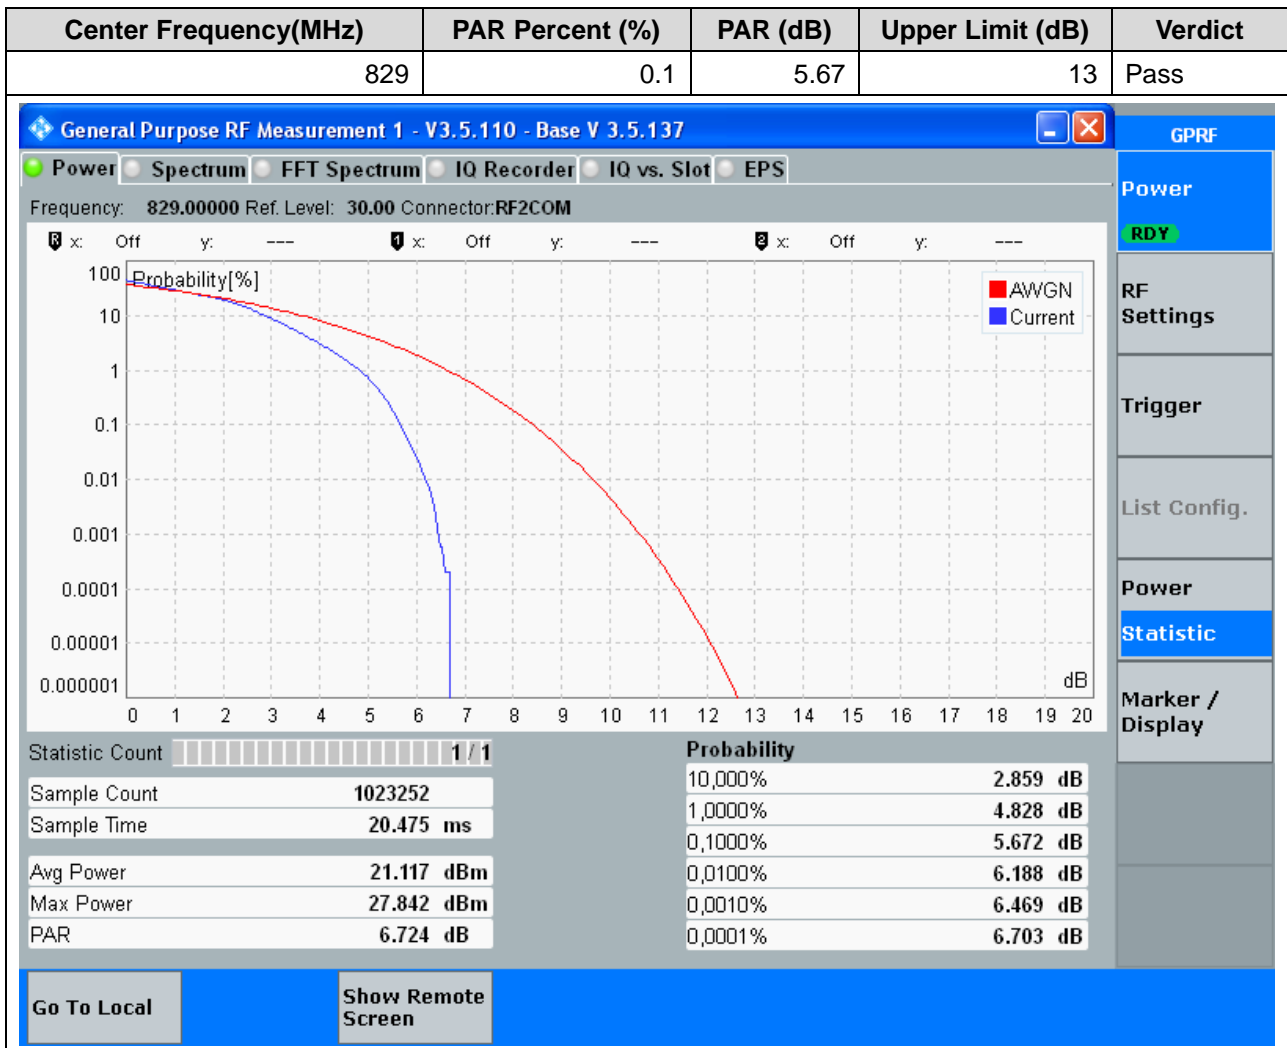 Center Frequency(MHz) PAR Percent (%) PAR (dB) Upper Limit (dB) Verdict
829 0.1 5.67 13 Pass
General Purpose RF Measurement 1 - V3.5.110 - Base V 3.5.137
GPRF
Power Spectrum FFT Spectrum IQ Recorder IQ vs. Slot EPS
Power
RDY
Frequency: 829.00000 Ref. Level: 30.00 Connector:RF2COM
R x: Off y: --- 1 x: Off y: --- 2 x: Off y: ---
Probability[%]
100
10
1
0.1
0.01
0.001
0.0001
0.00001
0.000001
AWGN
Current
dB
0 1 2 3 4 5 6 7 8 9 10 11 12 13 14 15 16 17 18 19 20
RF
Settings
Trigger
List Config.
Power
Statistic
Marker /
Display
Statistic Count 1 / 1
Sample Count 1023252
Sample Time 20.475 ms
Avg Power 21.117 dBm
Max Power 27.842 dBm
PAR 6.724 dB
Probability
10,000% 2.859 dB
1,0000% 4.828 dB
0,1000% 5.672 dB
0,0100% 6.188 dB
0,0010% 6.469 dB
0,0001% 6.703 dB
Go To Local
Show Remote
Screen